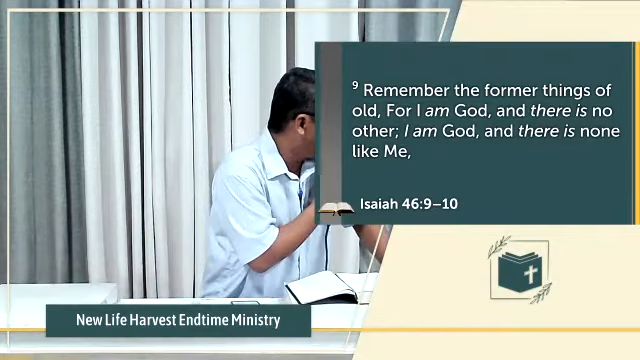 ⁹ Remember the former things of
old, For I am God, and there is no
other; I am God, and there is none
like Me,
Isaiah 46:9–10
New Life Harvest Endtime Ministry